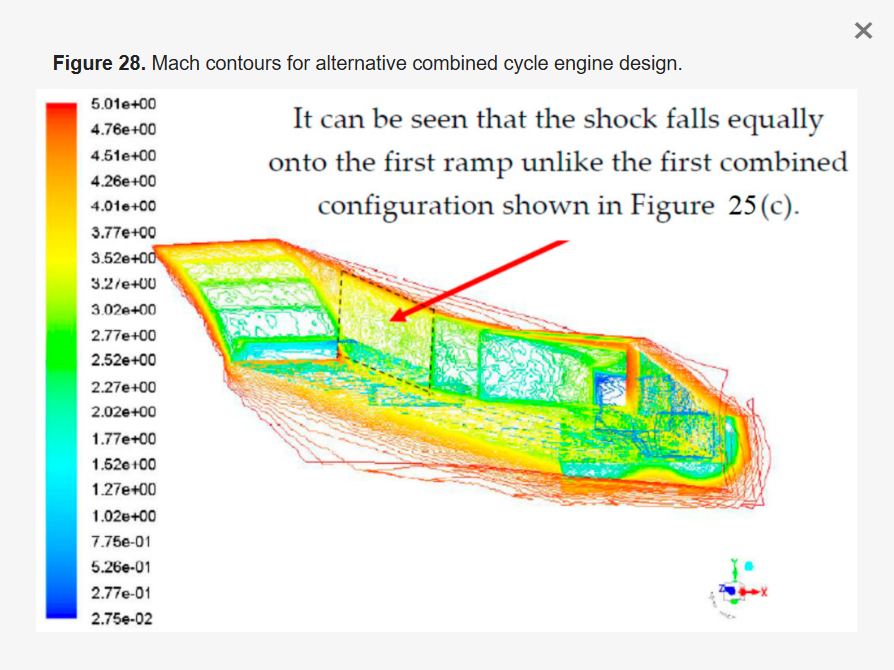 Figure 28. Mach contours for alternative combined cycle engine design.
It can be seen that the shock falls equally
onto the first ramp unlike the first combined
configuration shown in Figure 25(c).
5.01e+00
4.76e+00
4.51e+00
4.26e+00
4.01e+00
3.77e+00
3.52e+00
3.27e+00
3.02e+00
2.77e+00
2.52e+00
2.27e+00
2.02e+00
1.77e+00
1.52e+00
1.27e+00
1.02e+00
7.75e-01
5.26e-01
2.77e-01
2.75e-02
Y
Z
X